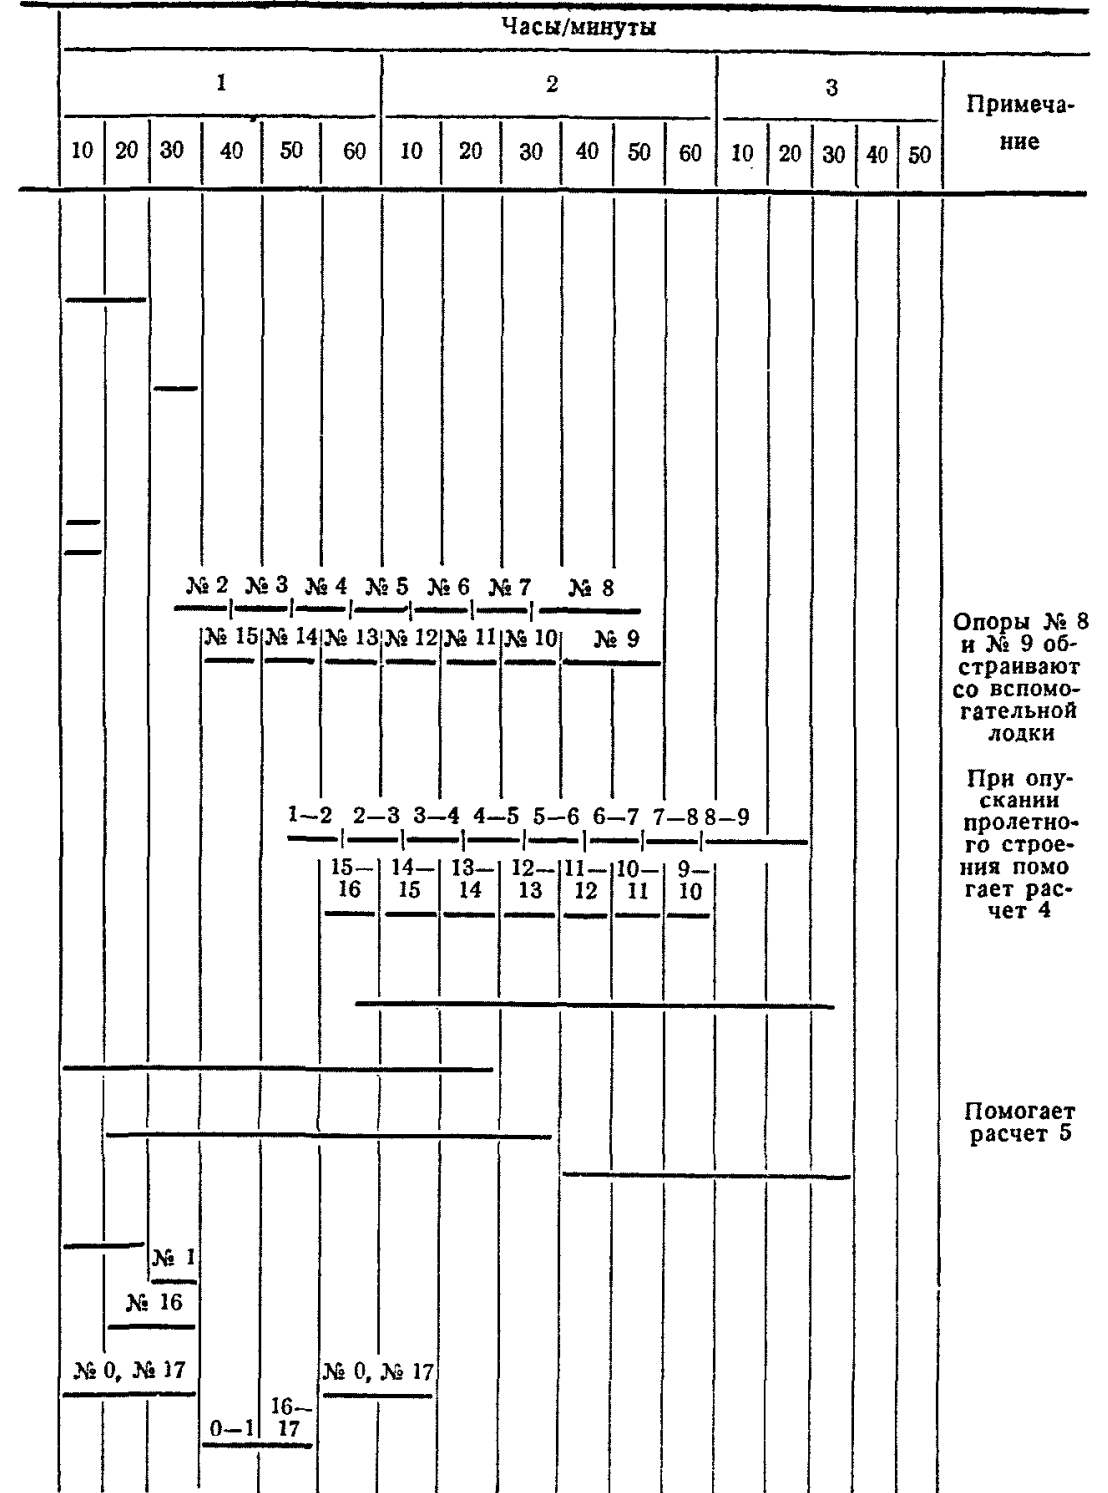 Часы/минуты
1 2 3
Примеча-
ние
10 20 30 40 50 60 10 20 30 40 50 60 10 20 30 40 50
№ 2 № 3 № 4 № 5 № 6 № 7 № 8
№ 15 № 14 № 13 № 12 № 11 № 10 № 9
Опоры № 8
и № 9 об-
страивают
со вспомо-
гательной
лодки
При опу-
скании
пролетно-
го строе-
ния помо
гает рас-
чет 4
1—2 2—3 3—4 4—5 5—6 6—7 7—8 8—9
15— 14— 13— 12— 11— 10— 9—
16 15 14 13 12 11 10
Помогает
расчет 5
№ 1
№ 16
№ 0, № 17 № 0, № 17
16—
0—1 17